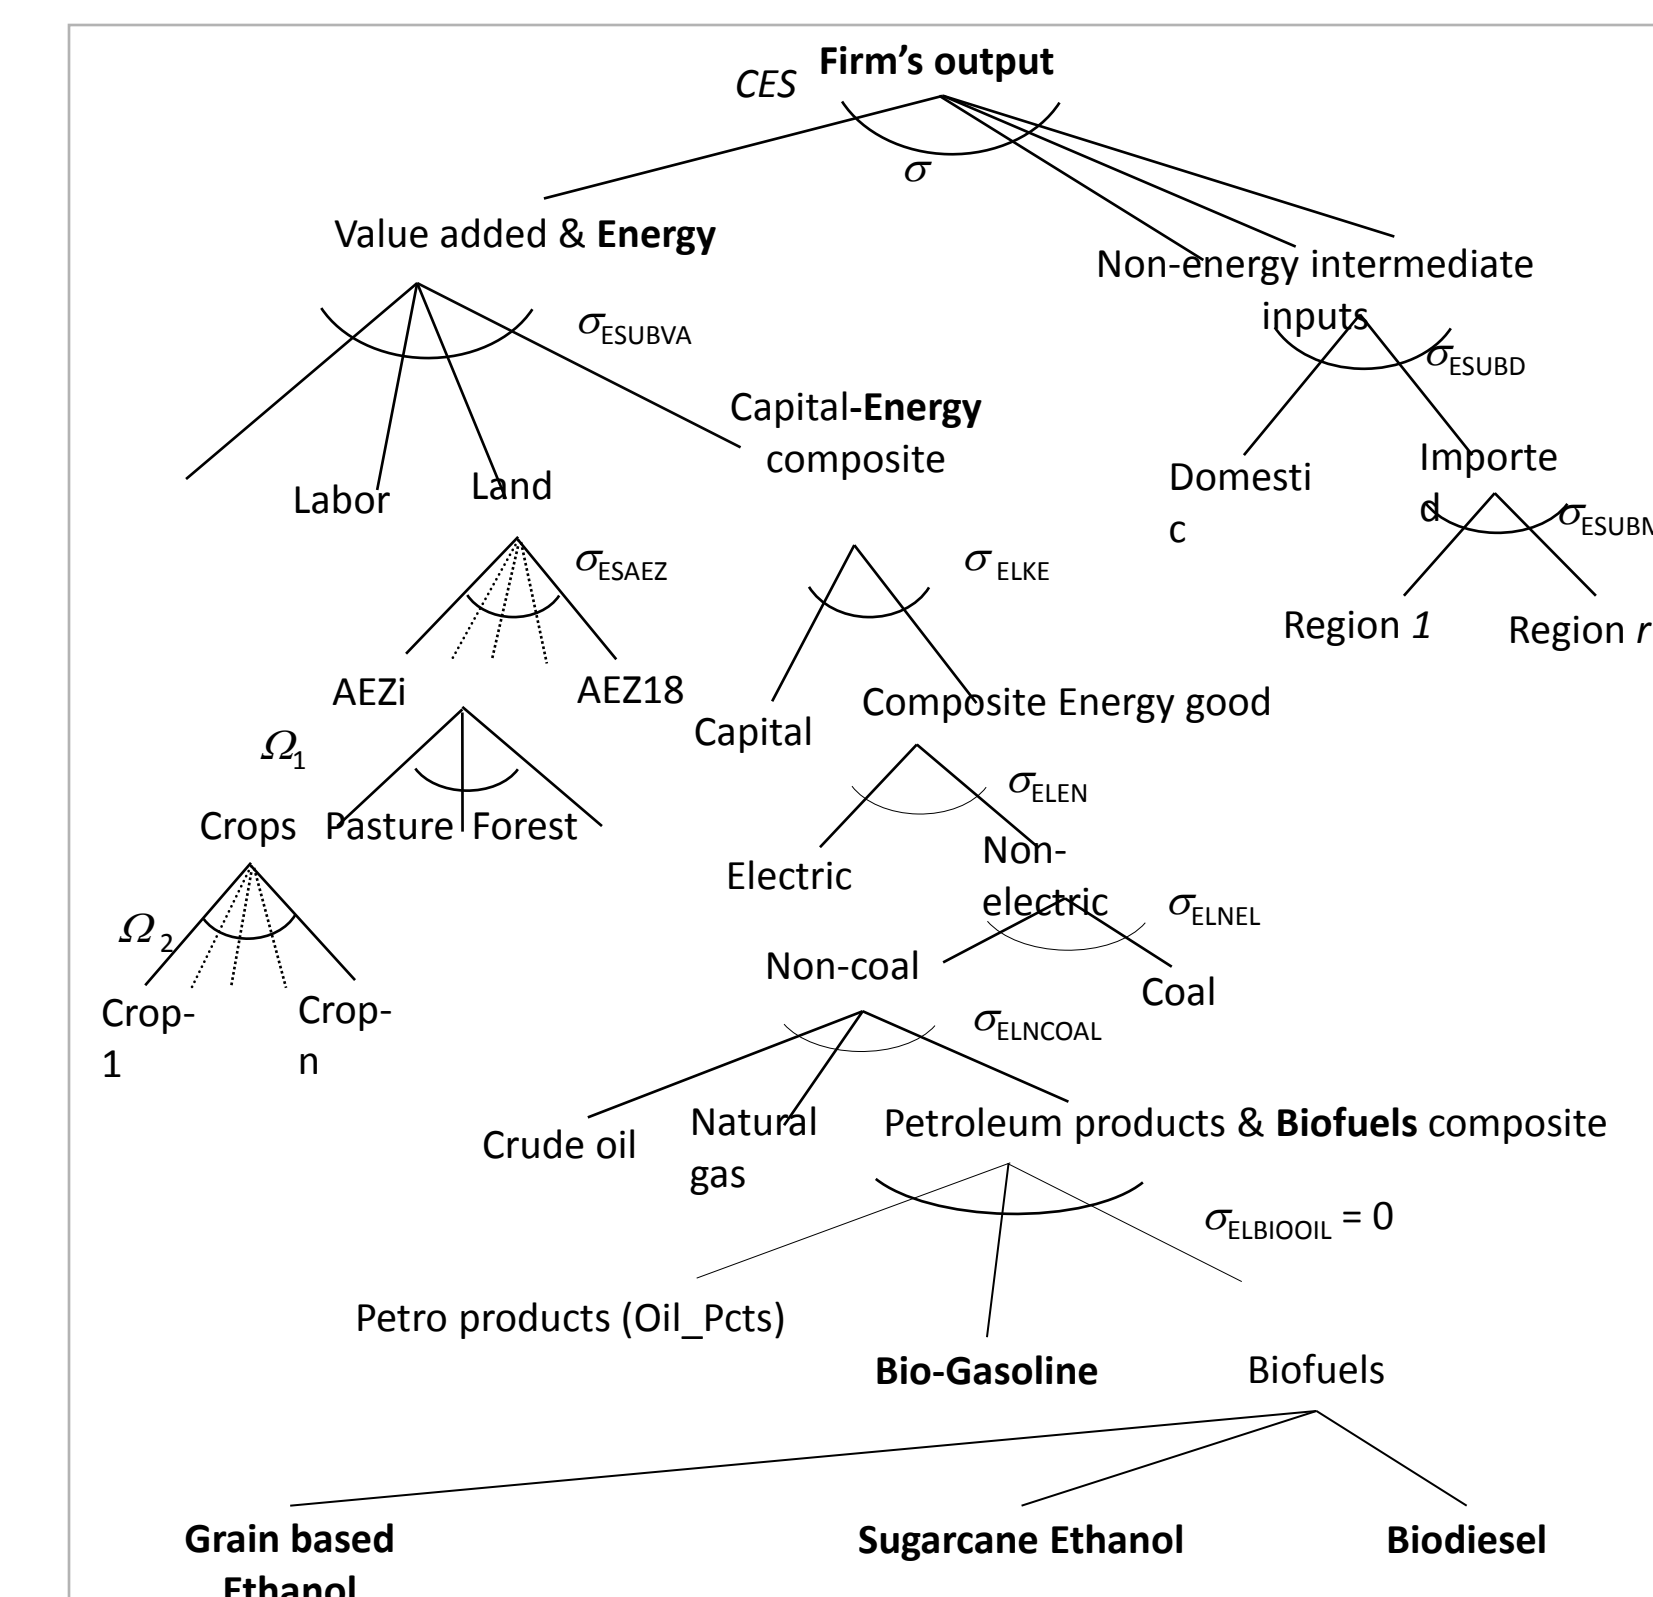 Firm’s output
CES
σ
Value added & Energy
Non-energy intermediate
inputs
σESUBVA
σESUBD
Capital-Energy
composite
Labor
Land
Domesti
c
Importe
d
σESUBM
σESAEZ
σ ELKE
Region 1
Region r
AEZi
AEZ18
Capital
Composite Energy good
Ω1
σELEN
Crops
Pasture
Forest
Electric
Non-
electric
σELNEL
Ω 2
Non-coal
Coal
Crop-
1
Crop-
n
σELNCOAL
Crude oil
Natural
gas
Petroleum products & Biofuels composite
σELBIOOIL = 0
Petro products (Oil_Pcts)
Bio-Gasoline
Biofuels
Grain based
Ethanol
Sugarcane Ethanol
Biodiesel